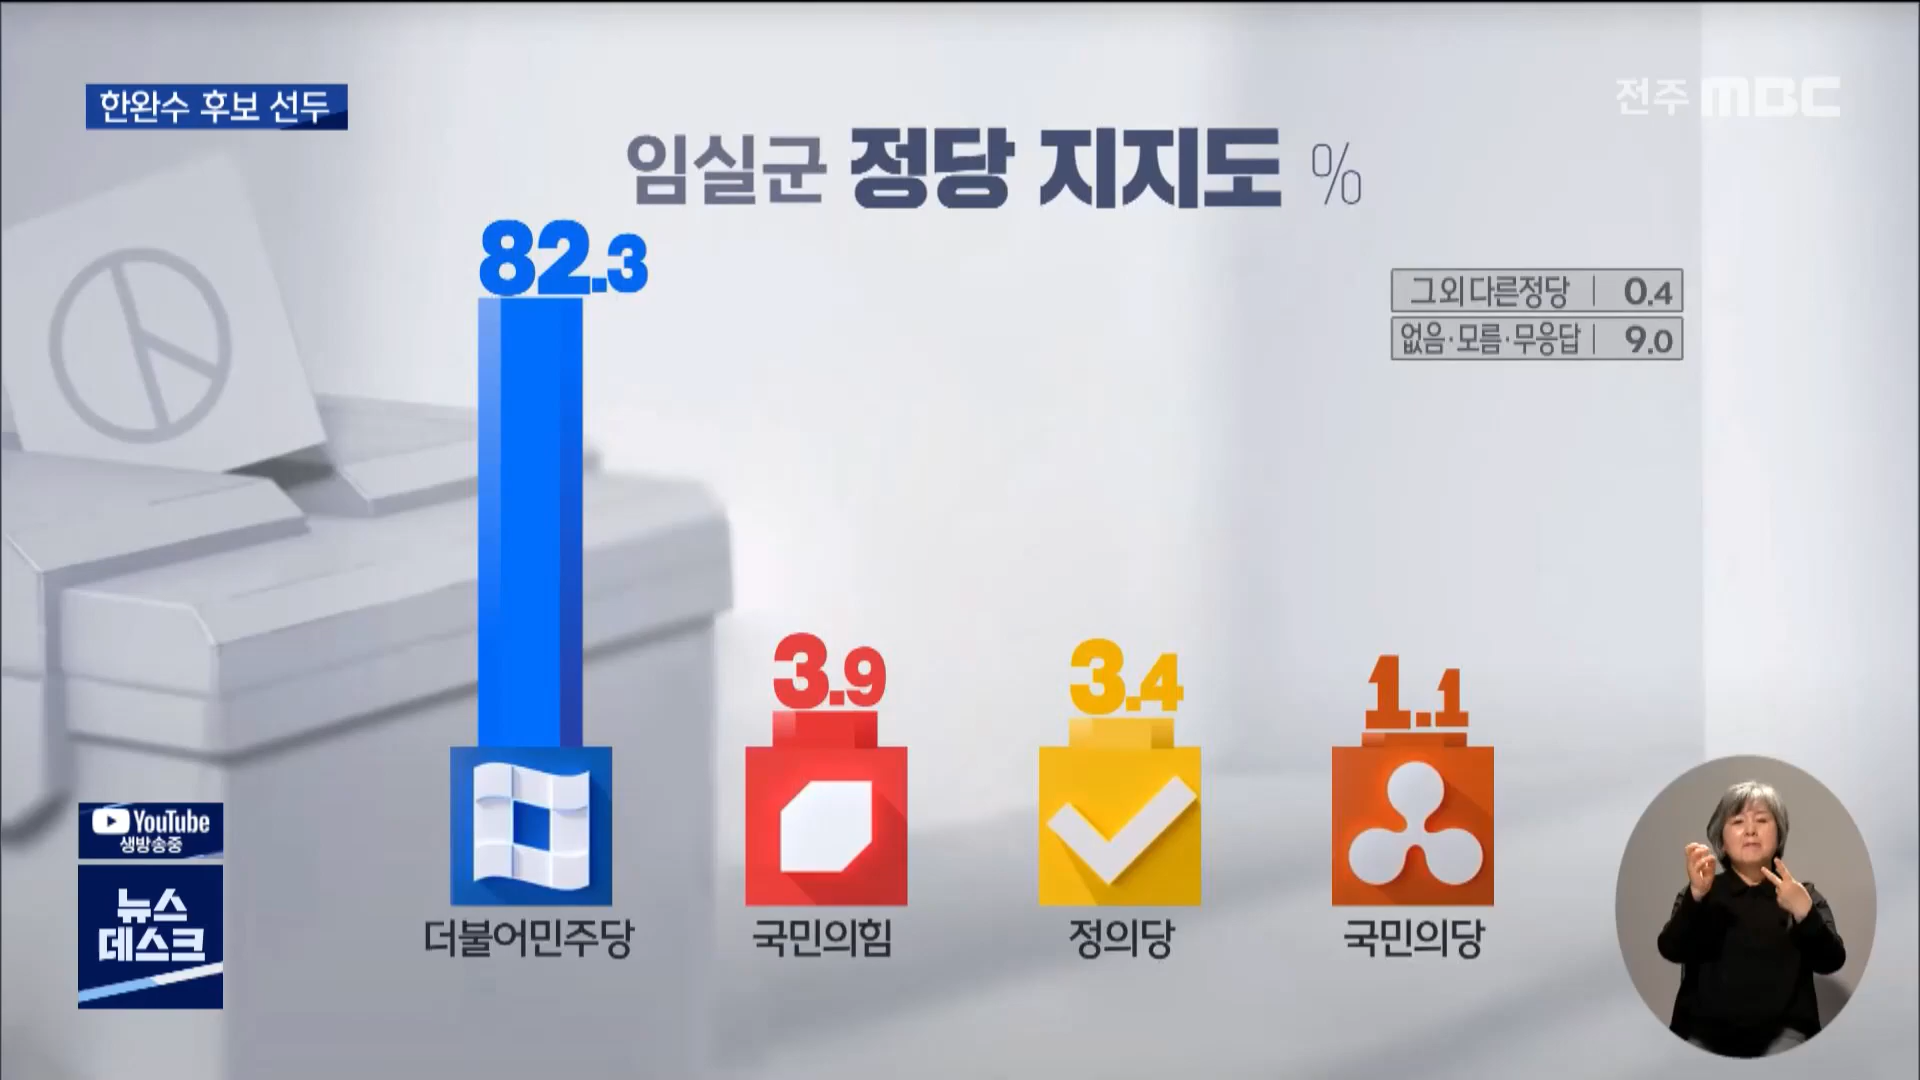 한완수 후보 선두
전주 MBC
임실군 정당 지지도 %
그 외 다른정당 | 0.4
없음·모름·무응답 | 9.0
82.3
3.9
3.4
1.1
더불어민주당
국민의힘
정의당
국민의당
YouTube
생방송중
뉴스
데스크